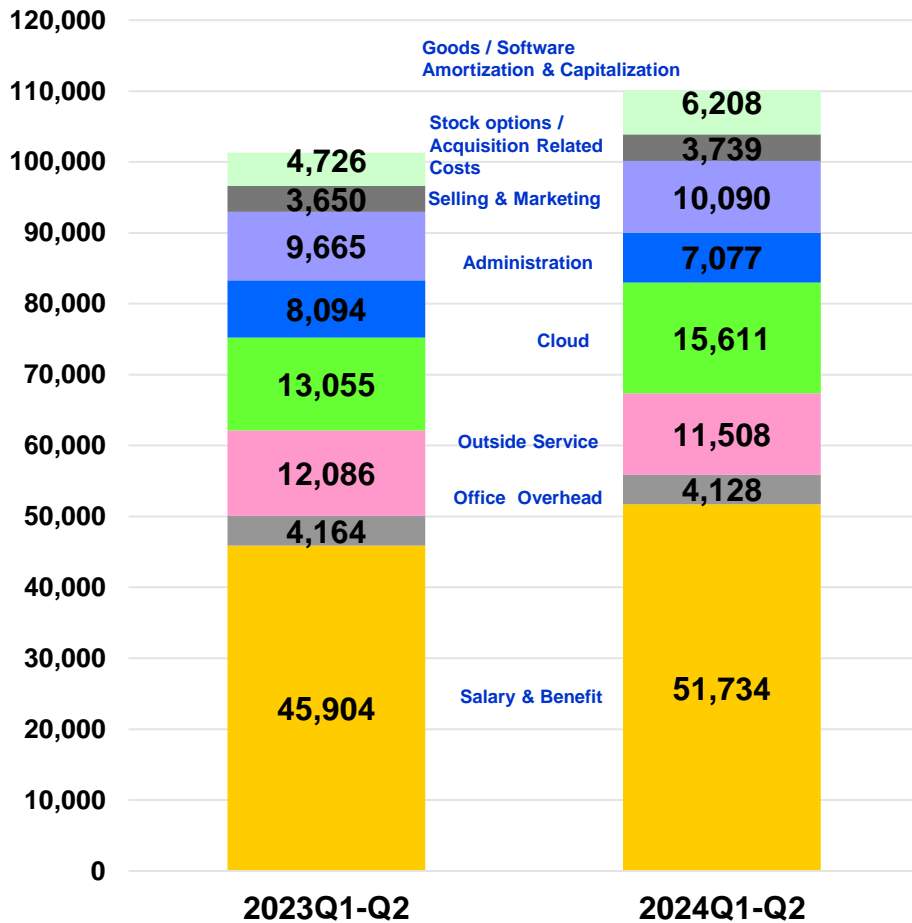 120,000
110,000
100,000
90,000
80,000
70,000
60,000
50,000
40,000
30,000
20,000
10,000
0
4,726
3,650
9,665
8,094
13,055
12,086
4,164
45,904
Goods / Software
Amortization & Capitalization
Stock options /
Acquisition Related
Costs
Selling & Marketing
Administration
Cloud
Outside Service
Office Overhead
Salary & Benefit
6,208
3,739
10,090
7,077
15,611
11,508
4,128
51,734
2023Q1-Q2
2024Q1-Q2